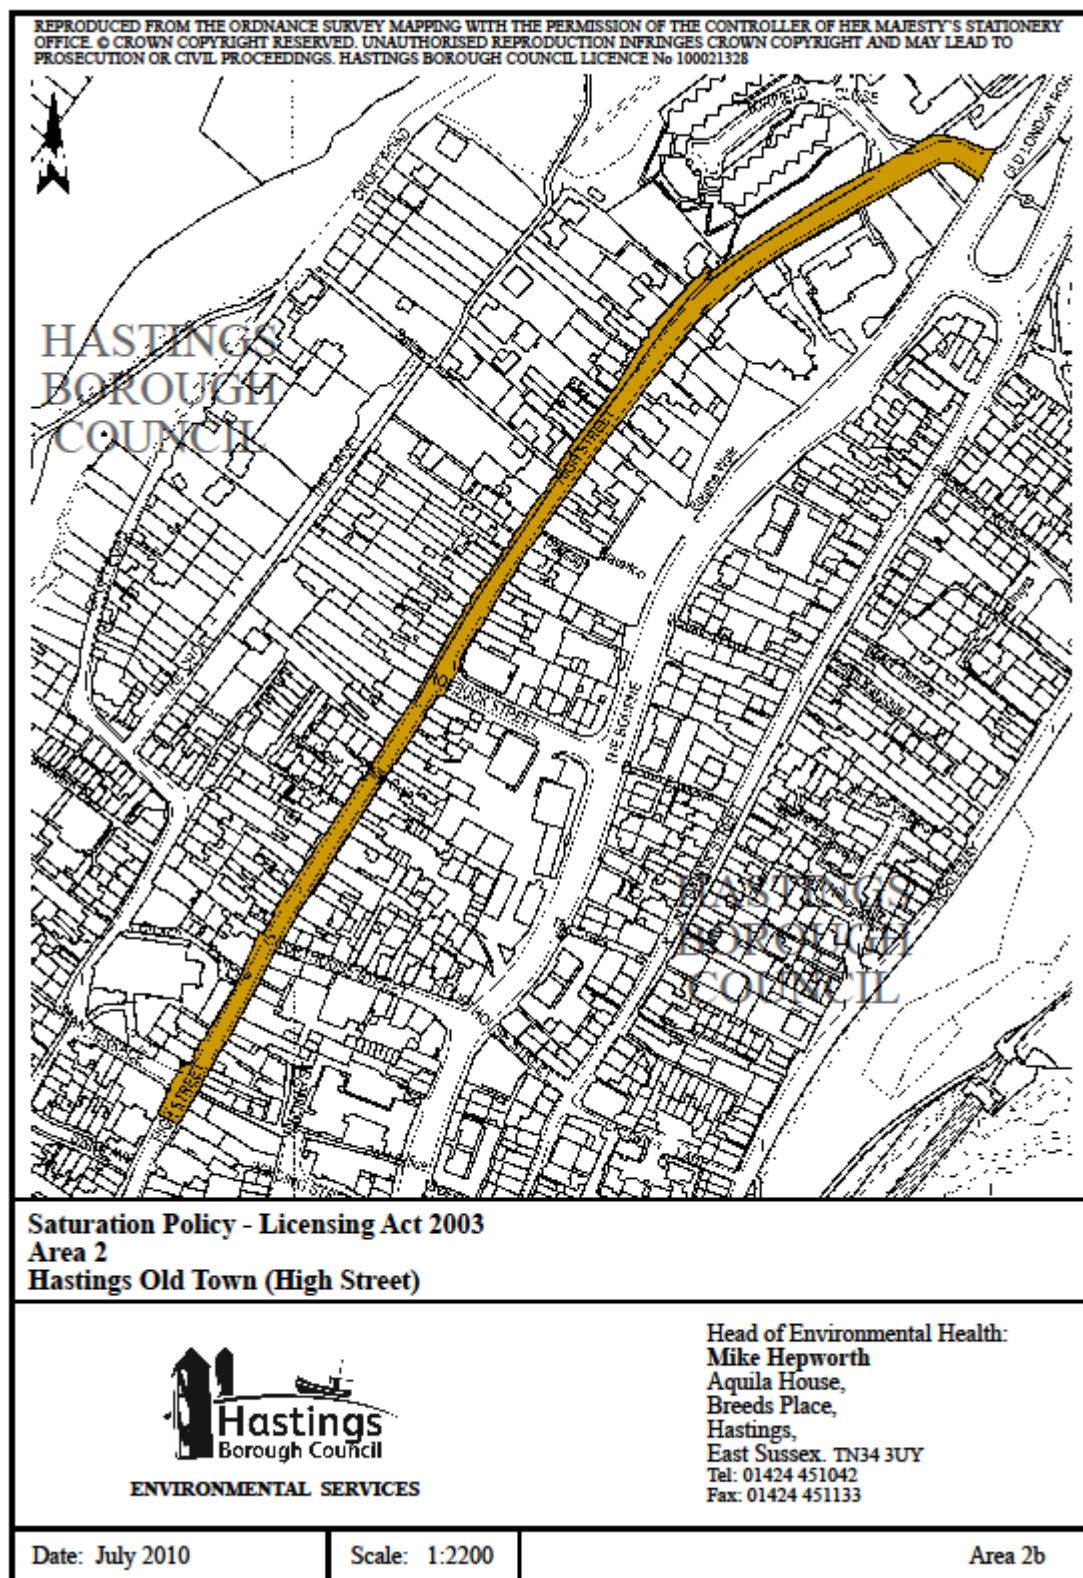 REPRODUCED FROM THE ORDNANCE SURVEY MAPPING WITH THE PERMISSION OF THE CONTROLLER OF HER MAJESTY'S STATIONERY
OFFICE. © CROWN COPYRIGHT RESERVED. UNAUTHORISED REPRODUCTION INFRINGES CROWN COPYRIGHT AND MAY LEAD TO
PROSECUTION OR CIVIL PROCEEDINGS. HASTINGS BOROUGH COUNCIL LICENCE No 100021328
CLOSE
OLD LONDON ROAD
HASTINGS
BOROUGH
COUNCIL
HIGH STREET
THE BOURNE
STREET
HASTINGS
BOROUGH
COUNCIL
STREET
Saturation Policy - Licensing Act 2003
Area 2
Hastings Old Town (High Street)
Hastings
Borough Council
ENVIRONMENTAL SERVICES
Head of Environmental Health:
Mike Hepworth
Aquila House,
Breeds Place,
Hastings,
East Sussex. TN34 3UY
Tel: 01424 451042
Fax: 01424 451133
Date: July 2010
Scale: 1:2200
Area 2b